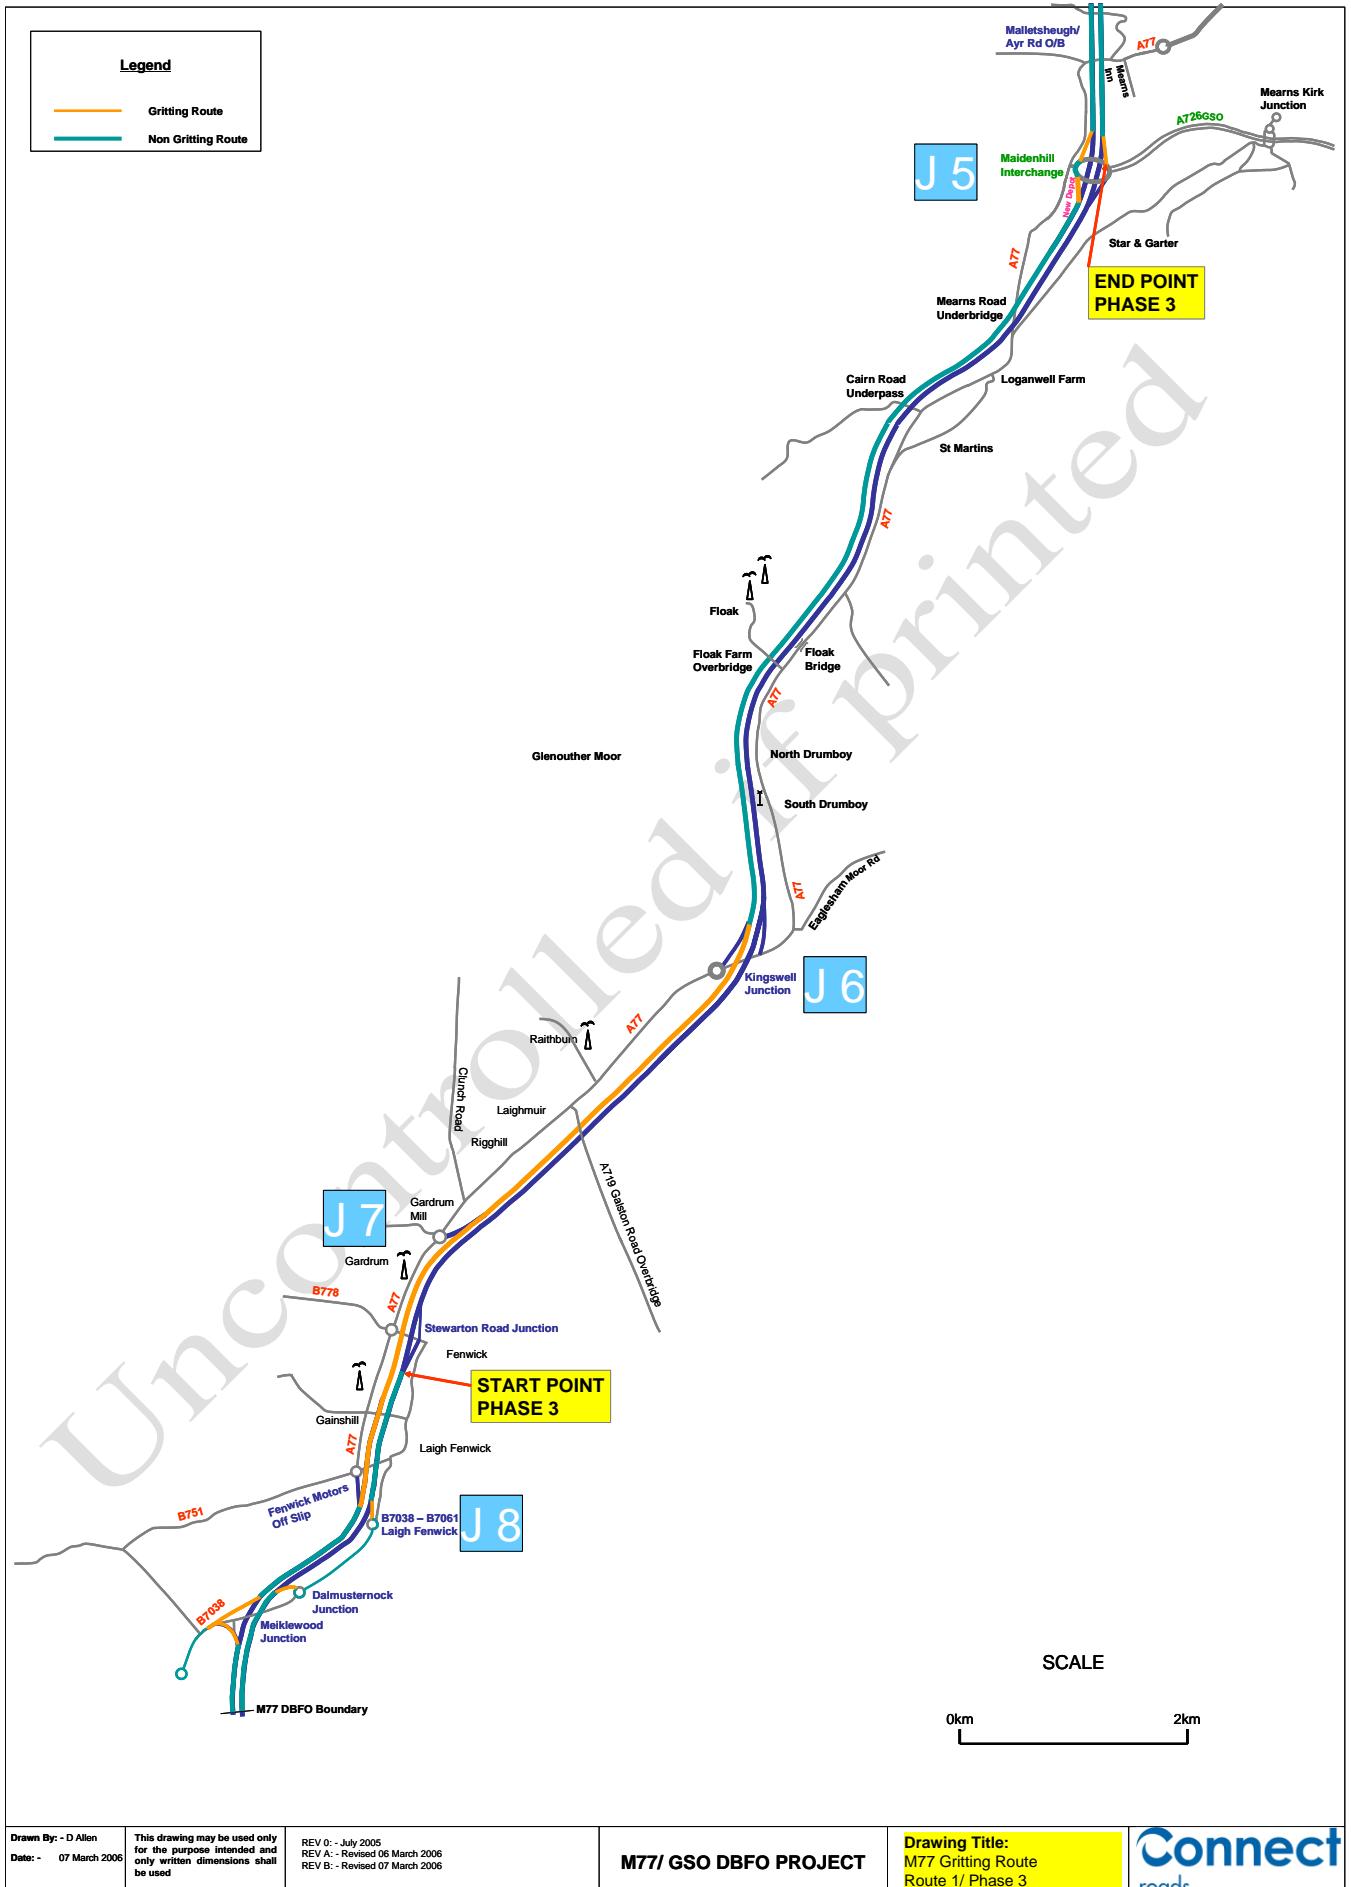 Legend
Gritting Route
Non Gritting Route
Malletsheugh/
Ayr Rd O/B
A77
Mearns
Inn
Mearns Kirk
Junction
A726GSO
J 5
Maidenhill
Interchange
New Depot
Star & Garter
A77
END POINT
PHASE 3
Mearns Road
Underbridge
Cairn Road
Underpass
Loganwell Farm
St Martins
A77
Floak
Floak Farm
Overbridge
Floak
Bridge
A77
Glenouther Moor
North Drumboy
South Drumboy
A77
Eaglesham Moor Rd
Kingswell
Junction
J 6
A77
Raithburn
Clunch Road
Laighmuir
Rigghill
A719 Galston Road Overbridge
J 7
Gardrum
Mill
Gardrum
B778
A77
Stewarton Road Junction
Fenwick
START POINT
PHASE 3
Gainshill
A77
Laigh Fenwick
B751
Fenwick Motors
Off Slip
B7038 – B7061
Laigh Fenwick
J 8
Dalmusternock
Junction
B7038
Meiklewood
Junction
M77 DBFO Boundary
SCALE
0km
2km
Uncontrolled if printed
Drawn By: - D Allen
Date: - 07 March 2006
This drawing may be used only
for the purpose intended and
only written dimensions shall
be used
REV 0: - July 2005
REV A: - Revised 06 March 2006
REV B: - Revised 07 March 2006
M77/ GSO DBFO PROJECT
Drawing Title:
M77 Gritting Route
Route 1/ Phase 3
Connect
roads